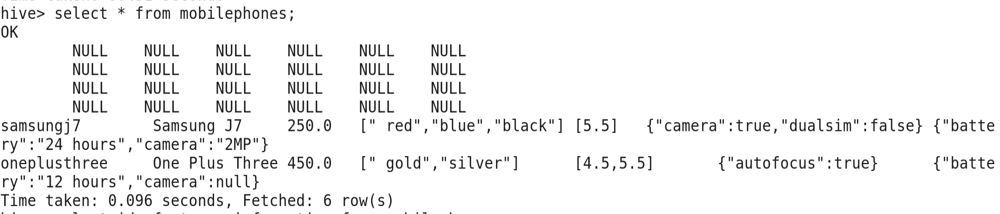 hive> select * from mobilephones;
OK
NULL NULL NULL NULL NULL NULL
NULL NULL NULL NULL NULL NULL
NULL NULL NULL NULL NULL NULL
NULL NULL NULL NULL NULL NULL
samsungj7 Samsung J7 250.0 [" red","blue","black"] [5.5] {"camera":true,"dualsim":false} {"batte
ry":"24 hours","camera":"2MP"}
oneplusthree One Plus Three 450.0 [" gold","silver"] [4.5,5.5] {"autofocus":true} {"batte
ry":"12 hours","camera":null}
Time taken: 0.096 seconds, Fetched: 6 row(s)